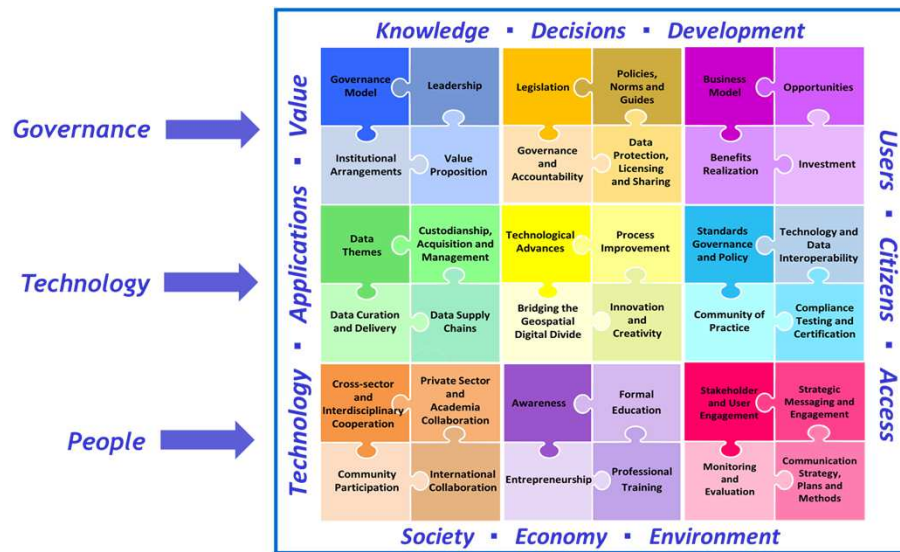 Knowledge ▪ Decisions ▪ Development
Governance
Technology
People
Technology ▪ Applications ▪ Value
Users ▪ Citizens ▪ Access
Governance
Model
Leadership
Institutional
Arrangements
Value
Proposition
Legislation
Policies,
Norms and
Guides
Governance
and
Accountability
Data
Protection,
Licensing
and Sharing
Business
Model
Opportunities
Benefits
Realization
Investment
Data
Themes
Custodianship,
Acquisition and
Management
Data Curation
and Delivery
Data Supply
Chains
Technological
Advances
Process
Improvement
Bridging the
Geospatial
Digital Divide
Innovation
and
Creativity
Standards
Governance
and Policy
Technology and
Data
Interoperability
Community of
Practice
Compliance
Testing and
Certification
Cross-sector
and
Interdisciplinary
Cooperation
Private Sector
and
Academia
Collaboration
Community
Participation
International
Collaboration
Awareness
Formal
Education
Entrepreneurship
Professional
Training
Stakeholder
and User
Engagement
Strategic
Messaging and
Engagement
Monitoring
and
Evaluation
Communication
Strategy,
Plans and
Methods
Society ▪ Economy ▪ Environment